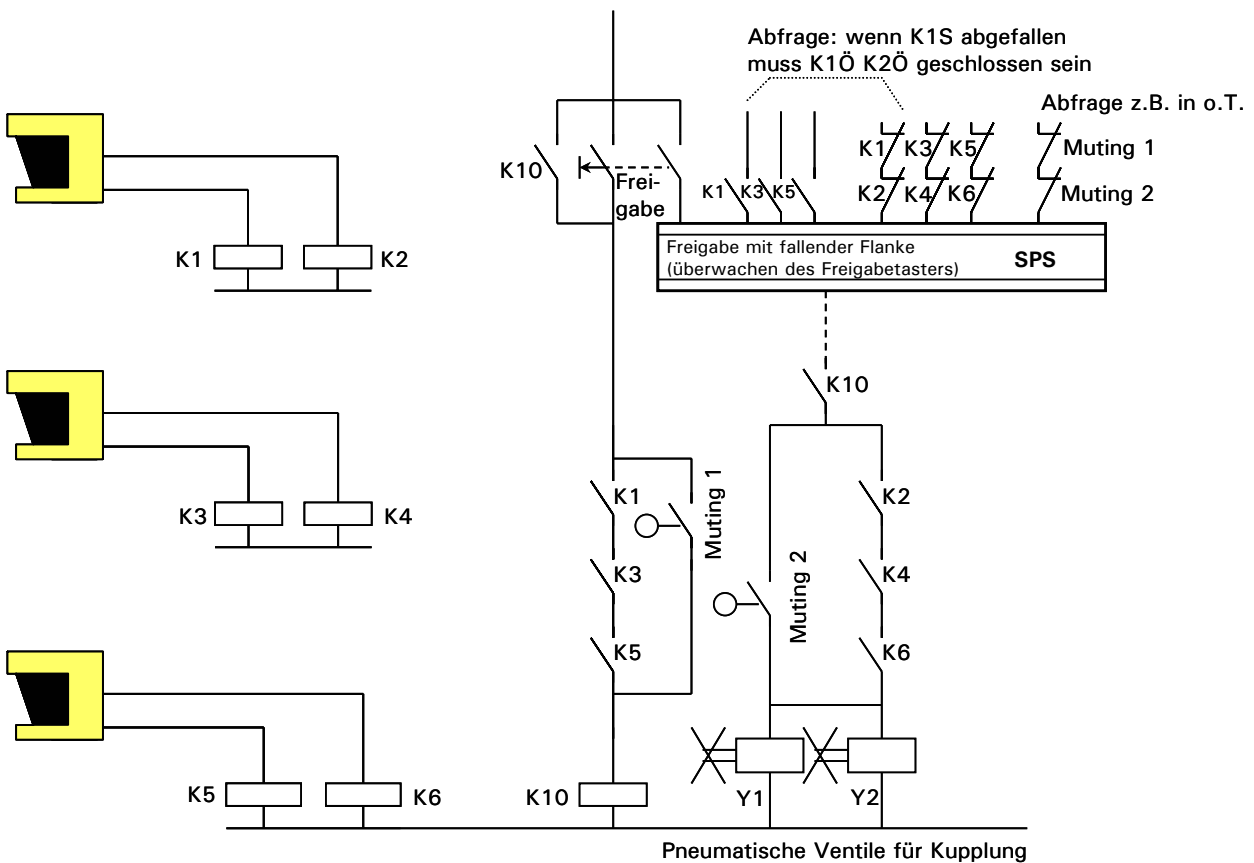 Abfrage: wenn K1S abgefallen
muss K1Ö K2Ö geschlossen sein
Abfrage z.B. in o.T.
K1 K3 K5 Muting 1
K10
Frei-
gabe
K1 K3 K5
K2 K4 K6 Muting 2
Freigabe mit fallender Flanke
(überwachen des Freigabetasters)
SPS
K1
K2
K10
K3
K4
K1
Muting 1
K2
K3
Muting 2
K4
K5
K6
K5
K6
K10
Y1
Y2
Pneumatische Ventile für Kupplung